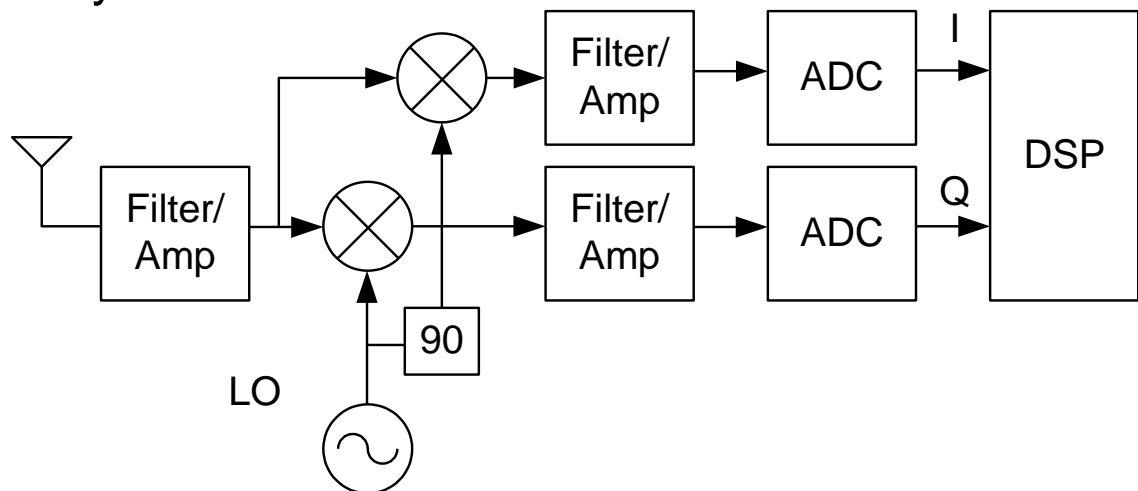 Filter/
Amp
ADC
I
DSP
Filter/
Amp
Filter/
Amp
ADC
Q
90
LO